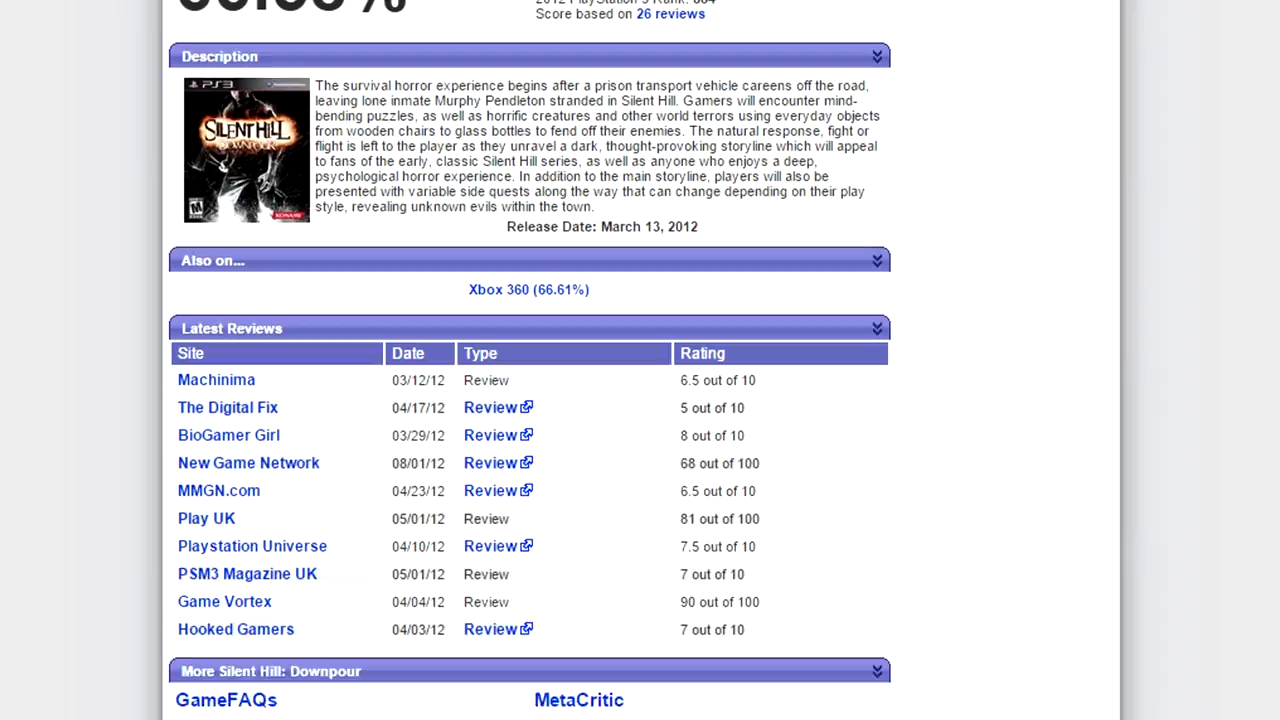 Score based on 26 reviews
Description
PS3
SILENT HILL
DOWNPOUR
M
KONAMI
The survival horror experience begins after a prison transport vehicle careens off the road,
leaving lone inmate Murphy Pendleton stranded in Silent Hill. Gamers will encounter mind-
bending puzzles, as well as horrific creatures and other world terrors using everyday objects
from wooden chairs to glass bottles to fend off their enemies. The natural response, fight or
flight is left to the player as they unravel a dark, thought-provoking storyline which will appeal
to fans of the early, classic Silent Hill series, as well as anyone who enjoys a deep,
psychological horror experience. In addition to the main storyline, players will also be
presented with variable side quests along the way that can change depending on their play
style, revealing unknown evils within the town.
Release Date: March 13, 2012
Also on...
Xbox 360 (66.61%)
Latest Reviews
Site Date Type Rating
Machinima 03/12/12 Review 6.5 out of 10
The Digital Fix 04/17/12 Review 5 out of 10
BioGamer Girl 03/29/12 Review 8 out of 10
New Game Network 08/01/12 Review 68 out of 100
MMGN.com 04/23/12 Review 6.5 out of 10
Play UK 05/01/12 Review 81 out of 100
Playstation Universe 04/10/12 Review 7.5 out of 10
PSM3 Magazine UK 05/01/12 Review 7 out of 10
Game Vortex 04/04/12 Review 90 out of 100
Hooked Gamers 04/03/12 Review 7 out of 10
More Silent Hill: Downpour
GameFAQs MetaCritic